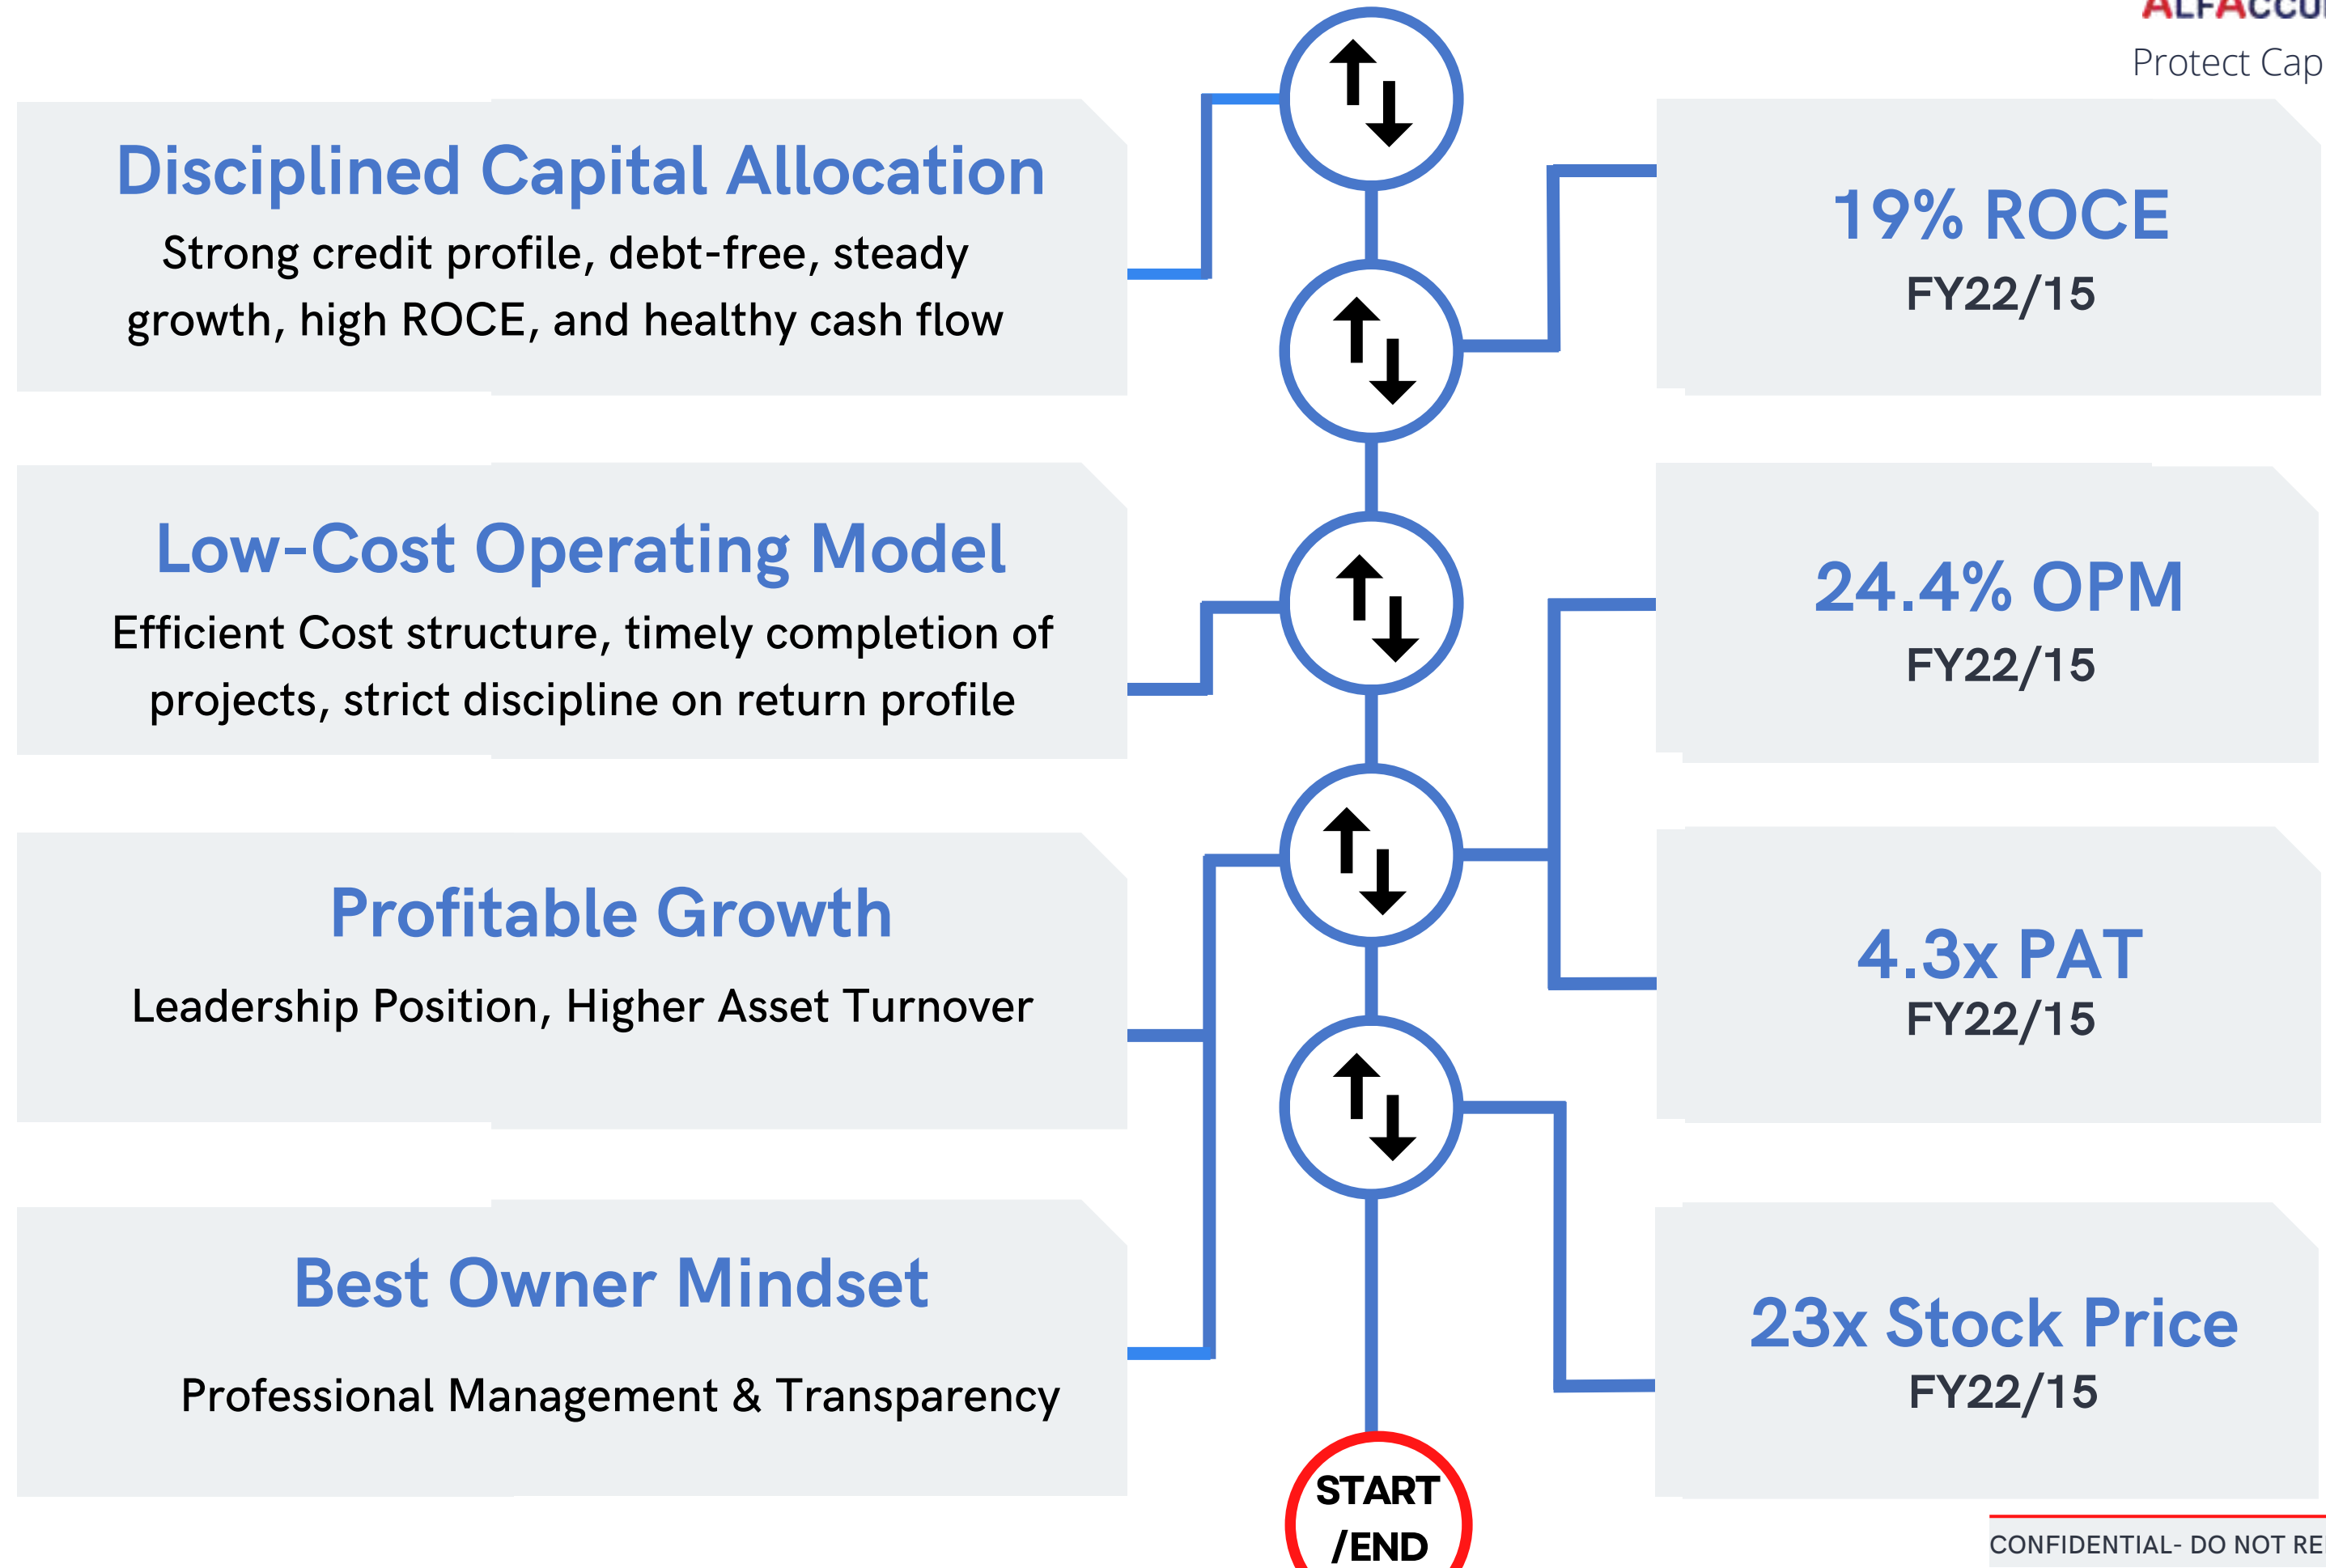 Protect
Disciplined Capital Allocation
Strong credit profile, debt-free, steady
growth, high ROCE, and healthy cash flow
19% ROCE
FY22/15
Low-Cost Operating Model
Efficient Cost structure, timely completion of
projects, strict discipline on return profile
24.4% OPM
FY22/15
Profitable Growth
Leadership Position, Higher Asset Turnover
4.3x PAT
FY22/15
Best Owner Mindset
Professional Management & Transparency
23x Stock Price
FY22/15
START
/END
CONFIDENTIAL- DO NOT